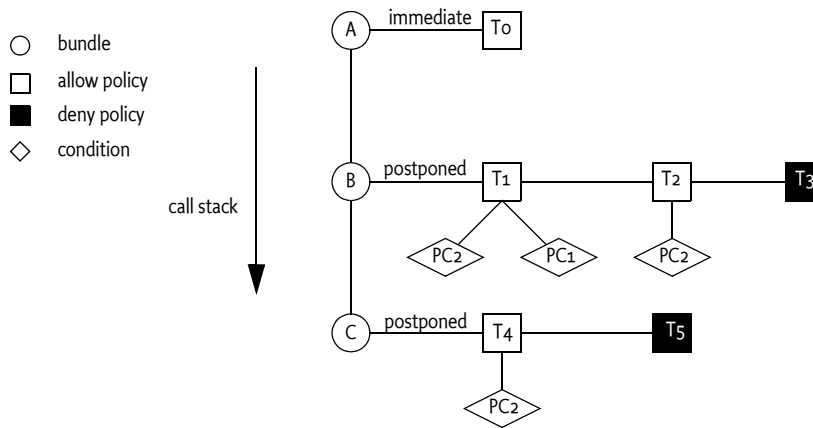 immediate
A
To
bundle
allow policy
deny policy
condition
call stack
postponed
B
T1
T2
T3
PC2
PC1
PC2
postponed
C
T4
T5
PC2